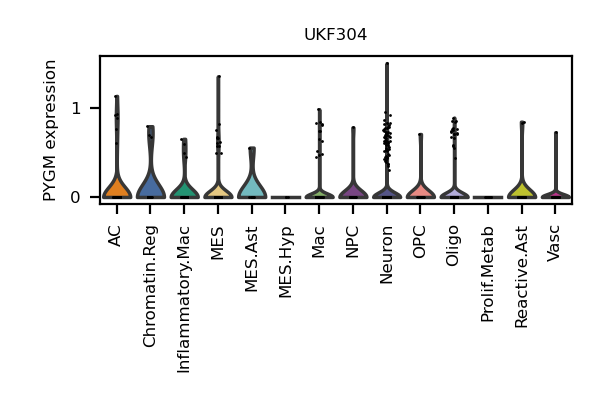 UKF304
PYGM expression
1
0
AC
Chromatin.Reg
Inflammatory.Mac
MES
MES.Ast
MES.Hyp
Mac
NPC
Neuron
OPC
Oligo
Prolif.Metab
Reactive.Ast
Vasc